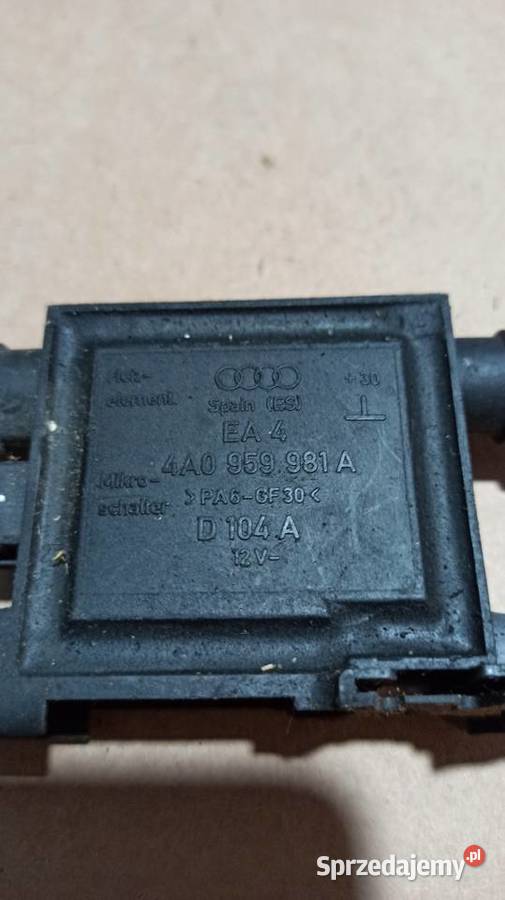 Heiz-
element
Spain (ES)
+30
EA 4
4A0 959 981 A
Mikro-
schalter
>PA6-GF30<
D 104 A
12V-
Sprzedajemy.pl